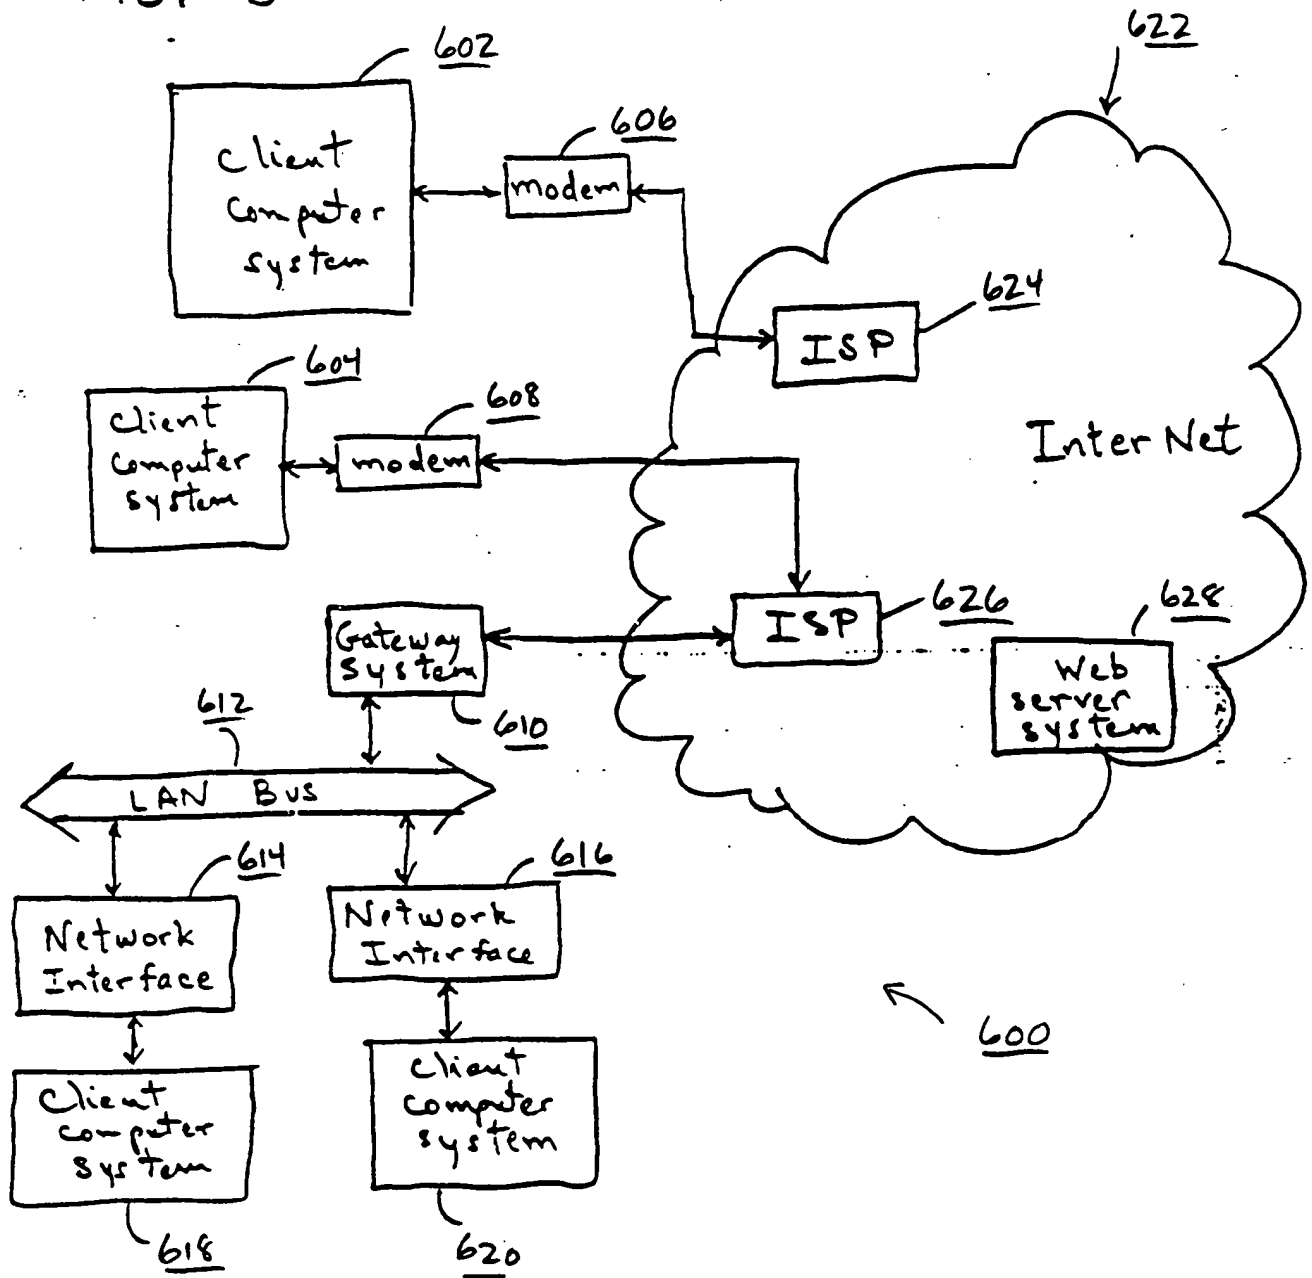 602
622
606
Client
computer
system
modem
624
ISP
604
608
Client
computer
system
modem
InterNet
626
ISP
628
Gateway
system
610
Web
server
system
612
LAN Bus
614
616
Network
Interface
Network
Interface
600
Client
computer
system
Client
computer
system
618
620